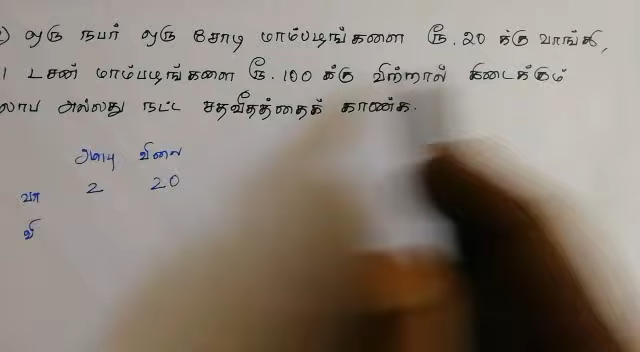 ) ஒரு நபர் ஒரு சோடி மாம்பழங்களை ரூ.20 க்கு வாங்கி,
1 டசன் மாம்பழங்களை ரூ.100 க்கு விற்றால் கிடைக்கும்
லாப அல்லது நட்ட சதவீதத்தைக் காண்க.
அளவு விலை
வா 2 20
வி